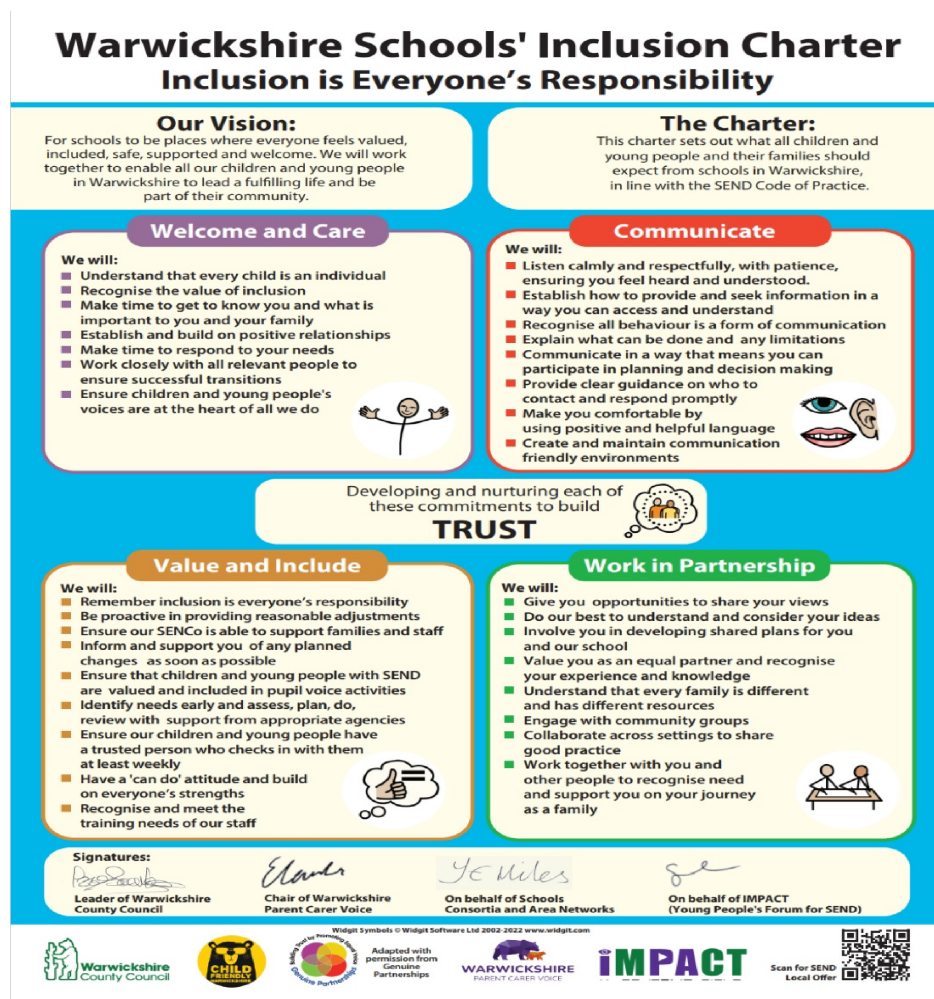 Warwickshire Schools' Inclusion Charter
Inclusion is Everyone's Responsibility
Our Vision:
For schools to be places where everyone feels valued,
included, safe, supported and welcome. We will work
together to enable all our children and young people
in Warwickshire to lead a fulfilling life and be
part of their community.
The Charter:
This charter sets out what all children and
young people and their families should
expect from schools in Warwickshire,
in line with the SEND Code of Practice.
Welcome and Care
We will:
Understand that every child is an individual
Recognise the value of inclusion
Make time to get to know you and what is
important to you and your family
Establish and build on positive relationships
Make time to respond to your needs
Work closely with all relevant people to
ensure successful transitions
Ensure children and young people's
voices are at the heart of all we do
Communicate
We will:
Listen calmly and respectfully, with patience,
ensuring you feel heard and understood.
Establish how to provide and seek information in a
way you can access and understand
Recognise all behaviour is a form of communication
Explain what can be done and any limitations
Communicate in a way that means you can
participate in planning and decision making
Provide clear guidance on who to
contact and respond promptly
Make you comfortable by
using positive and helpful language
Create and maintain communication
friendly environments
Developing and nurturing each of
these commitments to build
TRUST
Value and Include
We will:
Remember inclusion is everyone's responsibility
Be proactive in providing reasonable adjustments
Ensure our SENCo is able to support families and staff
Inform and support you of any planned
changes as soon as possible
Ensure that children and young people with SEND
are valued and included in pupil voice activities
Identify needs early and assess, plan, do,
review with support from appropriate agencies
Ensure our children and young people have
a trusted person who checks in with them
at least weekly
Have a 'can do' attitude and build
on everyone's strengths
Recognise and meet the
training needs of our staff
Work in Partnership
We will:
Give you opportunities to share your views
Do our best to understand and consider your ideas
Involve you in developing shared plans for you
and our school
Value you as an equal partner and recognise
your experience and knowledge
Understand that every family is different
and has different resources
Engage with community groups
Collaborate across settings to share
good practice
Work together with you and
other people to recognise need
and support you on your journey
as a family
Signatures:
Leader of Warwickshire
County Council
Chair of Warwickshire
Parent Carer Voice
YE Miles
On behalf of Schools
Consortia and Area Networks
On behalf of IMPACT
(Young People's Forum for SEND)
Widgit Symbols © Widgit Software Ltd 2002-2022 www.widgit.com
Warwickshire
County Council
CHILD
FRIENDLY
WARWICKSHIRE
Building Trust by Promoting Equal Voice
Genuine Partnerships
Adapted with
permission from
Genuine
Partnerships
WARWICKSHIRE
PARENT CARER VOICE
iMPACT
Scan for SEND
Local Offer